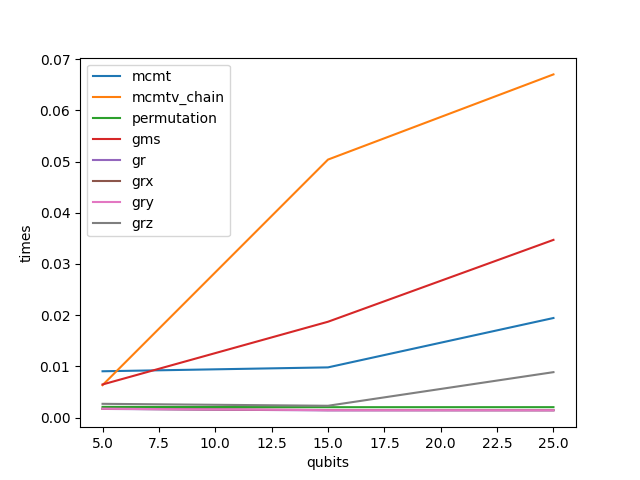 0.07
0.06
0.05
0.04
0.03
0.02
0.01
0.00
times
mcmt
mcmtv_chain
permutation
gms
gr
grx
gry
grz
5.0 7.5 10.0 12.5 15.0 17.5 20.0 22.5 25.0
qubits